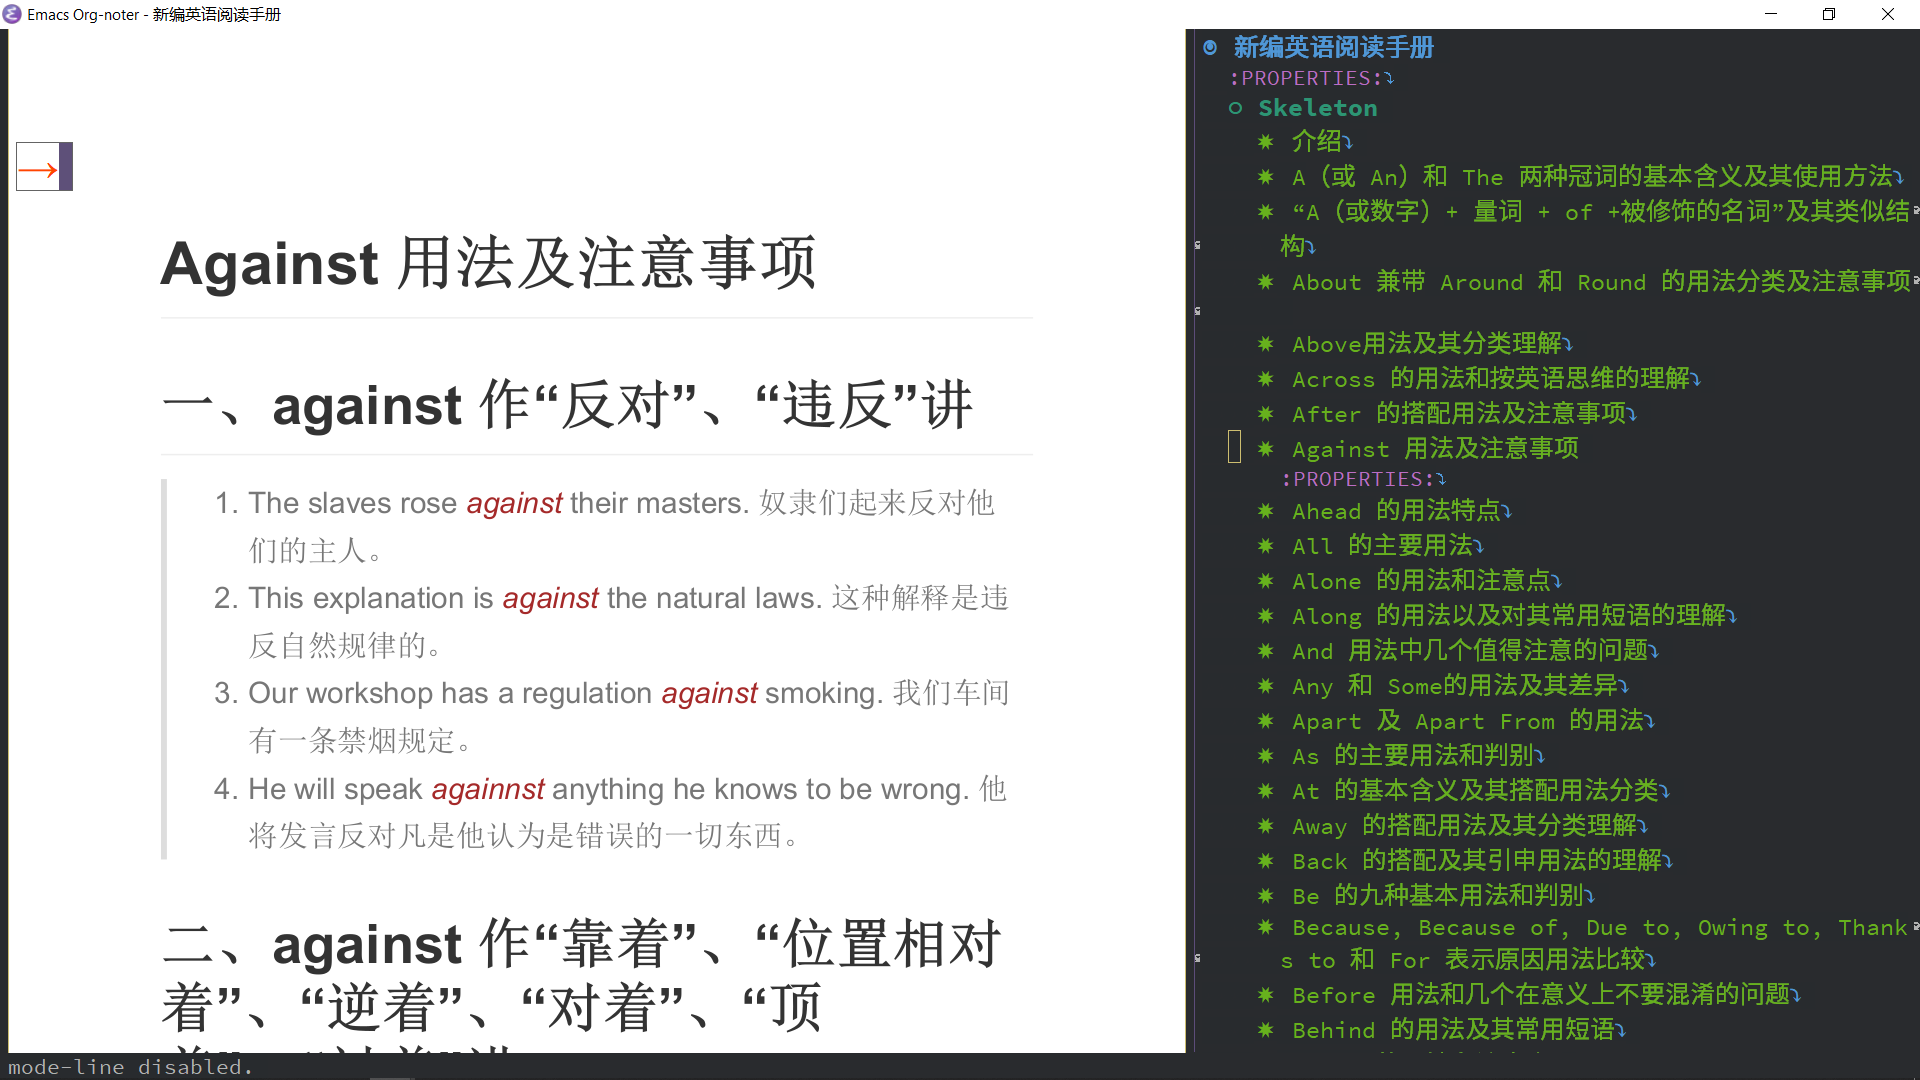 Emacs Org-noter - 新编英语阅读手册
Against 用法及注意事项
一、against 作“反对”、“违反”讲
1. The slaves rose against their masters. 奴隶们起来反对他
们的主人。
2. This explanation is against the natural laws. 这种解释是违
反自然规律的。
3. Our workshop has a regulation against smoking. 我们车间
有一条禁烟规定。
4. He will speak againnst anything he knows to be wrong. 他
将发言反对凡是他认为是错误的一切东西。
二、against 作“靠着”、“位置相对
着”、“逆着”、“对着”、“顶
新编英语阅读手册
:PROPERTIES:
Skeleton
介绍
A（或 An）和 The 两种冠词的基本含义及其使用方法
“A（或数字）+ 量词 + of +被修饰的名词”及其类似结
构
About 兼带 Around 和 Round 的用法分类及注意事项
Above用法及其分类理解
Across 的用法和按英语思维的理解
After 的搭配用法及注意事项
Against 用法及注意事项
:PROPERTIES:
Ahead 的用法特点
All 的主要用法
Alone 的用法和注意点
Along 的用法以及对其常用短语的理解
And 用法中几个值得注意的问题
Any 和 Some的用法及其差异
Apart 及 Apart From 的用法
As 的主要用法和判别
At 的基本含义及其搭配用法分类
Away 的搭配用法及其分类理解
Back 的搭配及其引申用法的理解
Be 的九种基本用法和判别
Because, Because of, Due to, Owing to, Thank
s to 和 For 表示原因用法比较
Before 用法和几个在意义上不要混淆的问题
Behind 的用法及其常用短语
mode-line disabled.